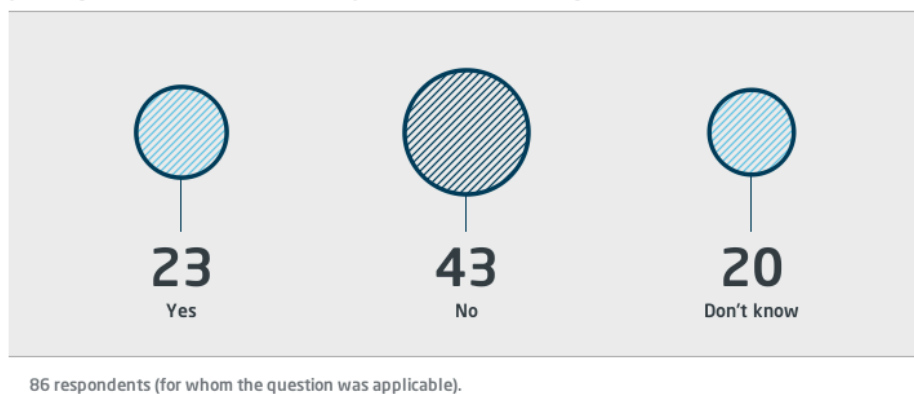 23
Yes
43
No
20
Don't know
86 respondents (for whom the question was applicable).